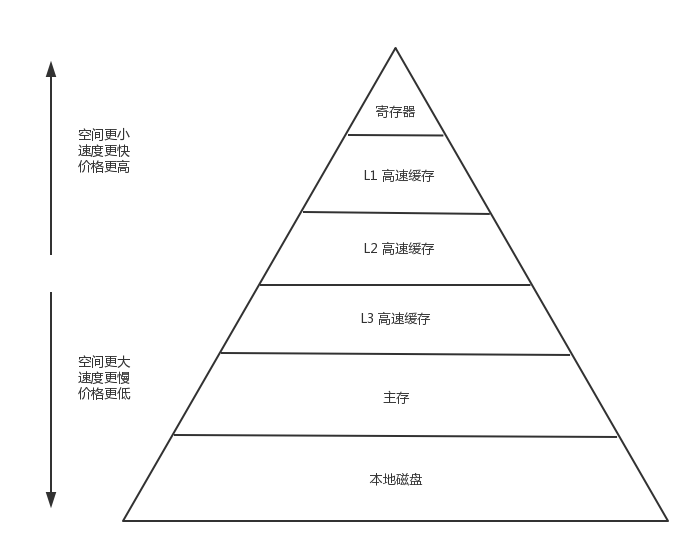 寄存器
空间更小
速度更快
价格更高
L1 高速缓存
L2 高速缓存
L3 高速缓存
空间更大
速度更慢
价格更低
主存
本地磁盘